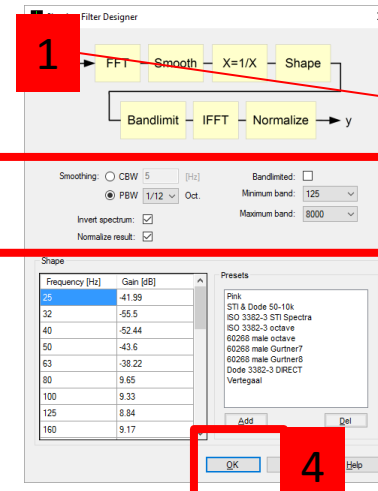 Filter Designer
1
FFT Smooth X=1/X Shape
Bandlimit IFFT Normalize y
Smoothing: CBW 5 [Hz] Bandlimited:
PBW 1/12 Oct. Minimum band: 125
Invert spectrum: Maximum band: 8000
Normalize result:
Shape
Frequency [Hz] Gain [dB]
25 -41.99
32 -55.5
40 -52.44
50 -43.6
63 -38.22
80 9.65
100 9.33
125 8.84
160 9.17
Presets
Pink
STI & Dode 50-10k
ISO 3382-3 STI Spectra
ISO 3382-3 octave
60268 male octave
60268 male Gurtner7
60268 male Gurtner8
Dode 3382-3 DIRECT
Vertegaal
Add Del
OK 4 Help